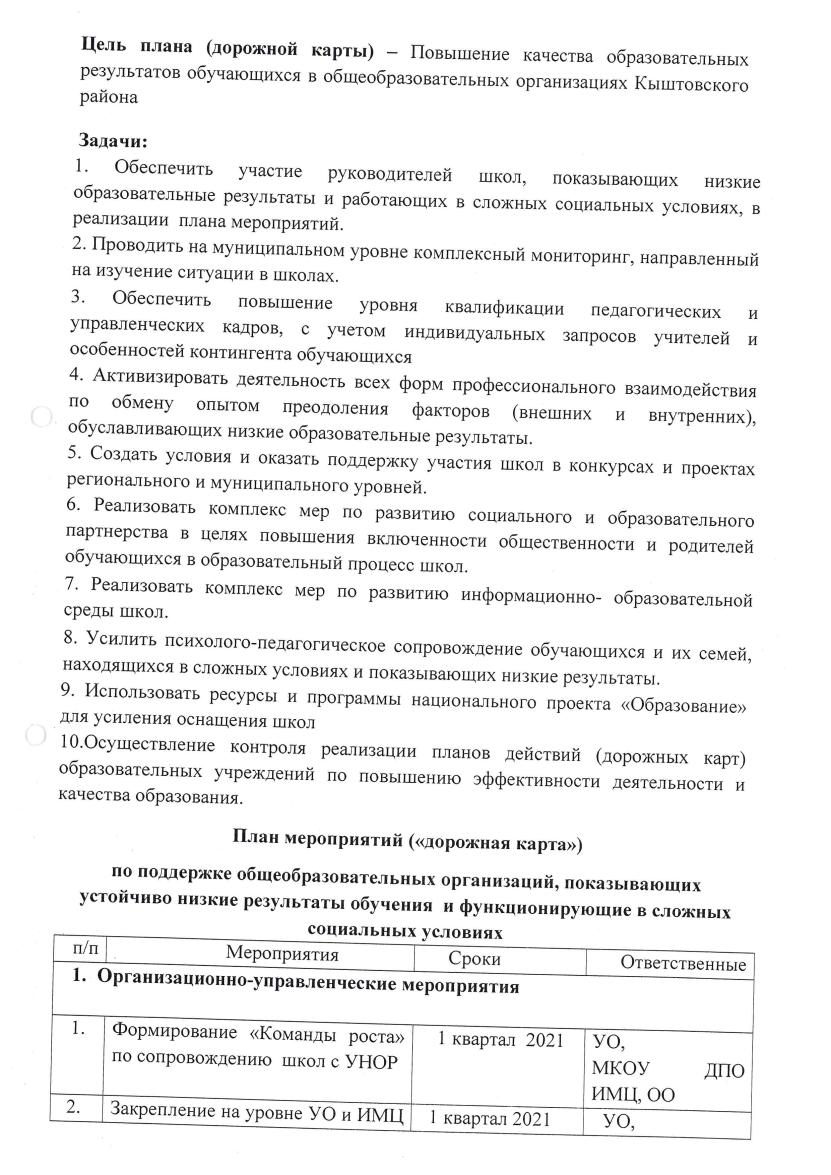 Цель плана (дорожной карты) – Повышение качества образовательных
результатов обучающихся в общеобразовательных организациях Кыштовского
района
Задачи:
1. Обеспечить участие руководителей школ, показывающих низкие
образовательные результаты и работающих в сложных социальных условиях, в
реализации плана мероприятий.
2. Проводить на муниципальном уровне комплексный мониторинг, направленный
на изучение ситуации в школах.
3. Обеспечить повышение уровня квалификации педагогических и
управленческих кадров, с учетом индивидуальных запросов учителей и
особенностей контингента обучающихся
4. Активизировать деятельность всех форм профессионального взаимодействия
по обмену опытом преодоления факторов (внешних и внутренних),
обуславливающих низкие образовательные результаты.
5. Создать условия и оказать поддержку участия школ в конкурсах и проектах
регионального и муниципального уровней.
6. Реализовать комплекс мер по развитию социального и образовательного
партнерства в целях повышения включенности общественности и родителей
обучающихся в образовательный процесс школ.
7. Реализовать комплекс мер по развитию информационно- образовательной
среды школ.
8. Усилить психолого-педагогическое сопровождение обучающихся и их семей,
находящихся в сложных условиях и показывающих низкие результаты.
9. Использовать ресурсы и программы национального проекта «Образование»
для усиления оснащения школ
10.Осуществление контроля реализации планов действий (дорожных карт)
образовательных учреждений по повышению эффективности деятельности и
качества образования.
План мероприятий («дорожная карта»)
по поддержке общеобразовательных организаций, показывающих
устойчиво низкие результаты обучения и функционирующие в сложных
социальных условиях
п/п Мероприятия Сроки Ответственные
1. Организационно-управленческие мероприятия
1. Формирование «Команды роста» 1 квартал 2021 УО,
по сопровождению школ с УНОР МКОУ ДПО
ИМЦ, ОО
2. Закрепление на уровне УО и ИМЦ 1 квартал 2021 УО,